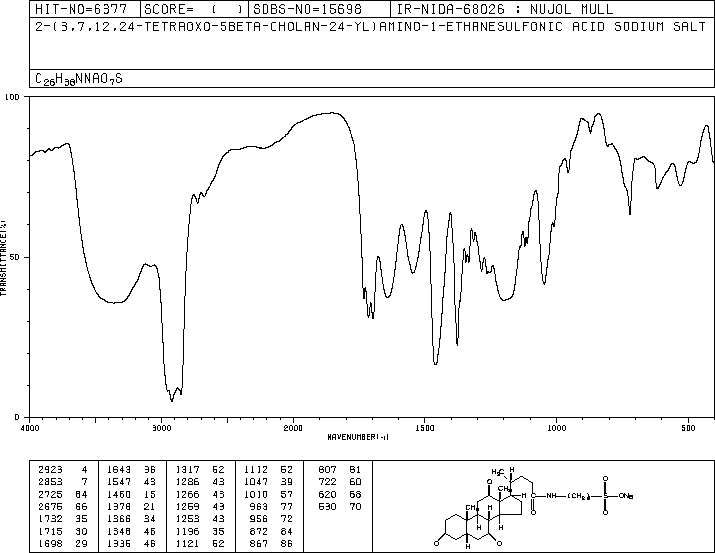 HIT-NO=6377 SCORE= ( ) SDBS-NO=15698 IR-NIDA-68026 : NUJOL MULL
2-(3,7,12,24-TETRAOXO-5BETA-CHOLAN-24-YL)AMINO-1-ETHANESULFONIC ACID SODIUM SALT
C26H38NNAO7S
100
50
0
TRANSMITTANCE(%)
4000 3000 2000 1500 1000 500
WAVENUMBER(-1)
2923 4 1643 36 1317 52 1112 52 807 81
2853 7 1547 43 1286 43 1047 39 722 60
2725 64 1460 15 1266 43 1010 57 620 68
2676 66 1378 21 1259 43 963 77 530 70
1732 35 1366 34 1253 43 956 72
1715 30 1348 46 1196 35 872 84
1698 29 1336 46 1121 52 867 86
H3C H
CH3
O
CH3 H
C NH (CH2)2 S ONa
O
O
O
H
O
O